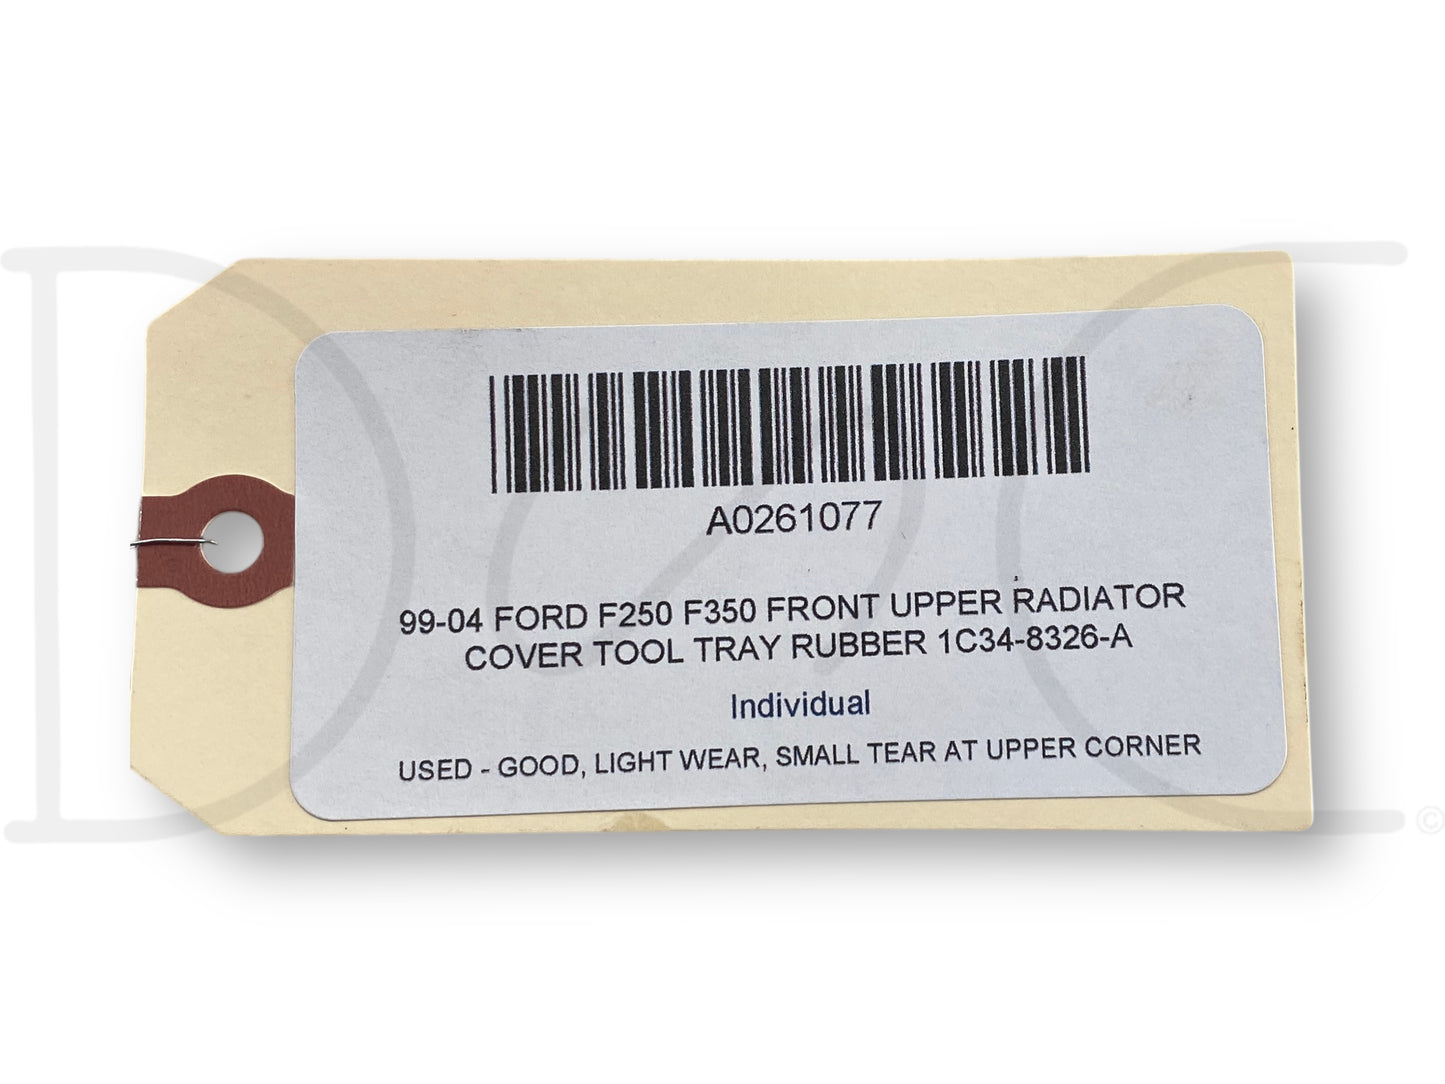 A0261077
99-04 FORD F250 F350 FRONT UPPER RADIATOR
COVER TOOL TRAY RUBBER 1C34-8326-A
Individual
USED - GOOD, LIGHT WEAR, SMALL TEAR AT UPPER CORNER
©